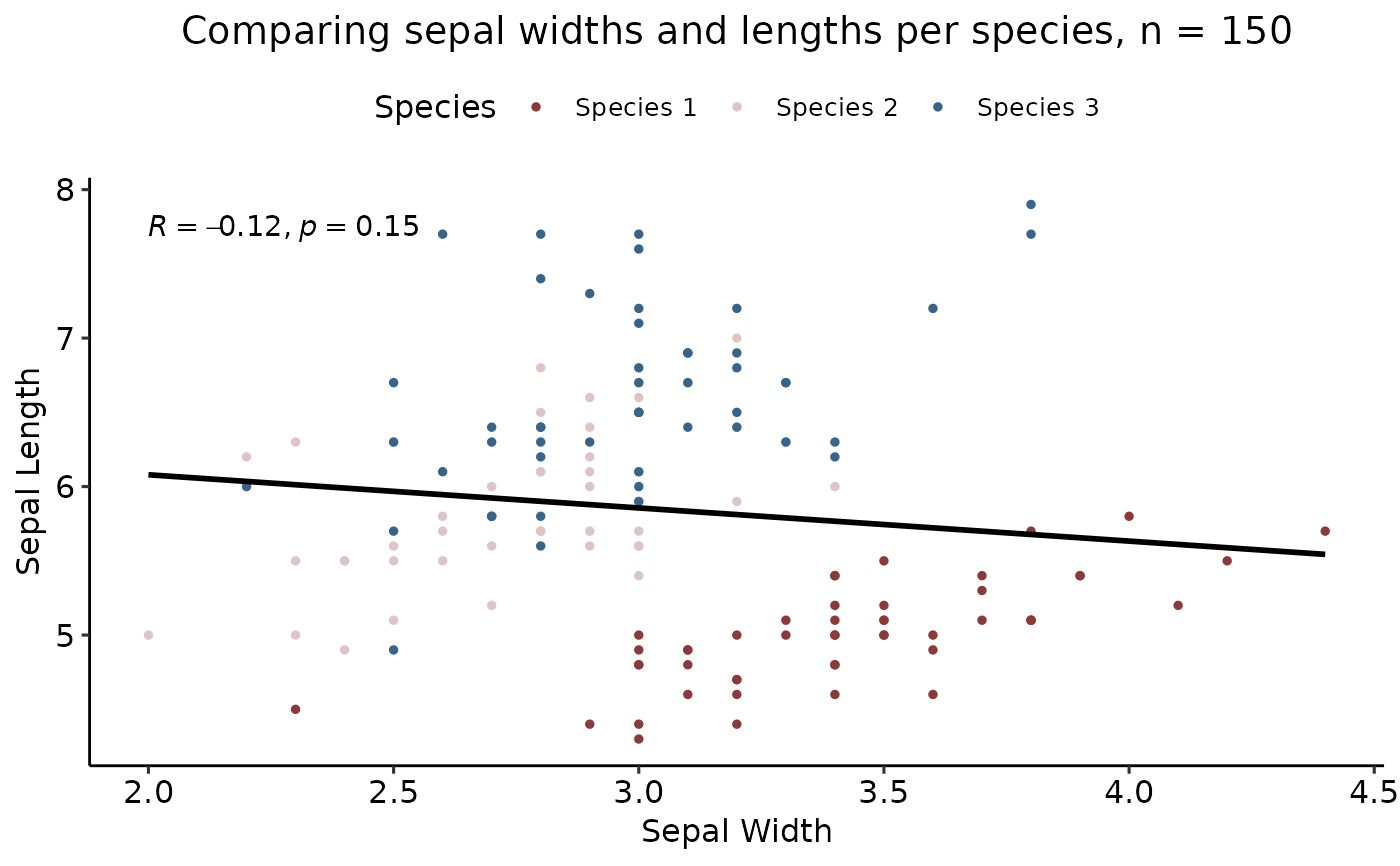 Comparing sepal widths and lengths per species, n = 150
Species Species 1 Species 2 Species 3
8
R = –0.12, p = 0.15
7
Sepal Length
6
5
2.0 2.5 3.0 3.5 4.0 4.5
Sepal Width